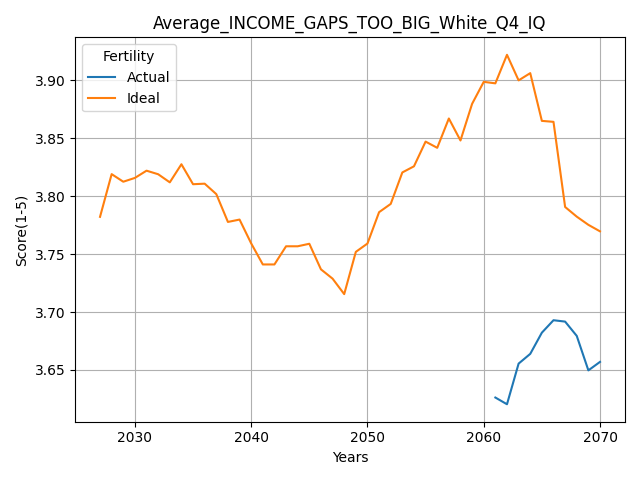 Average_INCOME_GAPS_TOO_BIG_White_Q4_IQ
Fertility
Actual
Ideal
Score(1-5)
3.90
3.85
3.80
3.75
3.70
3.65
2030 2040 2050 2060 2070
Years